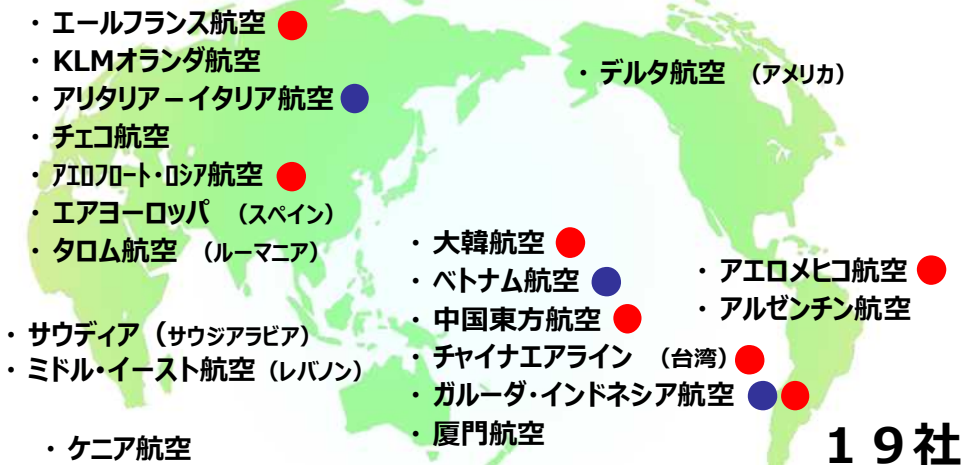 ・エールフランス航空
・KLMオランダ航空
・アリタリアーイタリア航空
・チェコ航空
・アエロフロート・ロシア航空
・エアヨーロッパ （スペイン）
・タロム航空 （ルーマニア）
・サウディア（サウジアラビア）
・ミドル・イースト航空（レバノン）
・ケニア航空
・デルタ航空 （アメリカ）
・大韓航空
・ベトナム航空
・中国東方航空
・チャイナエアライン （台湾）
・ガルーダ・インドネシア航空
・厦門航空
・アエロメヒコ航空
・アルゼンチン航空
１９社